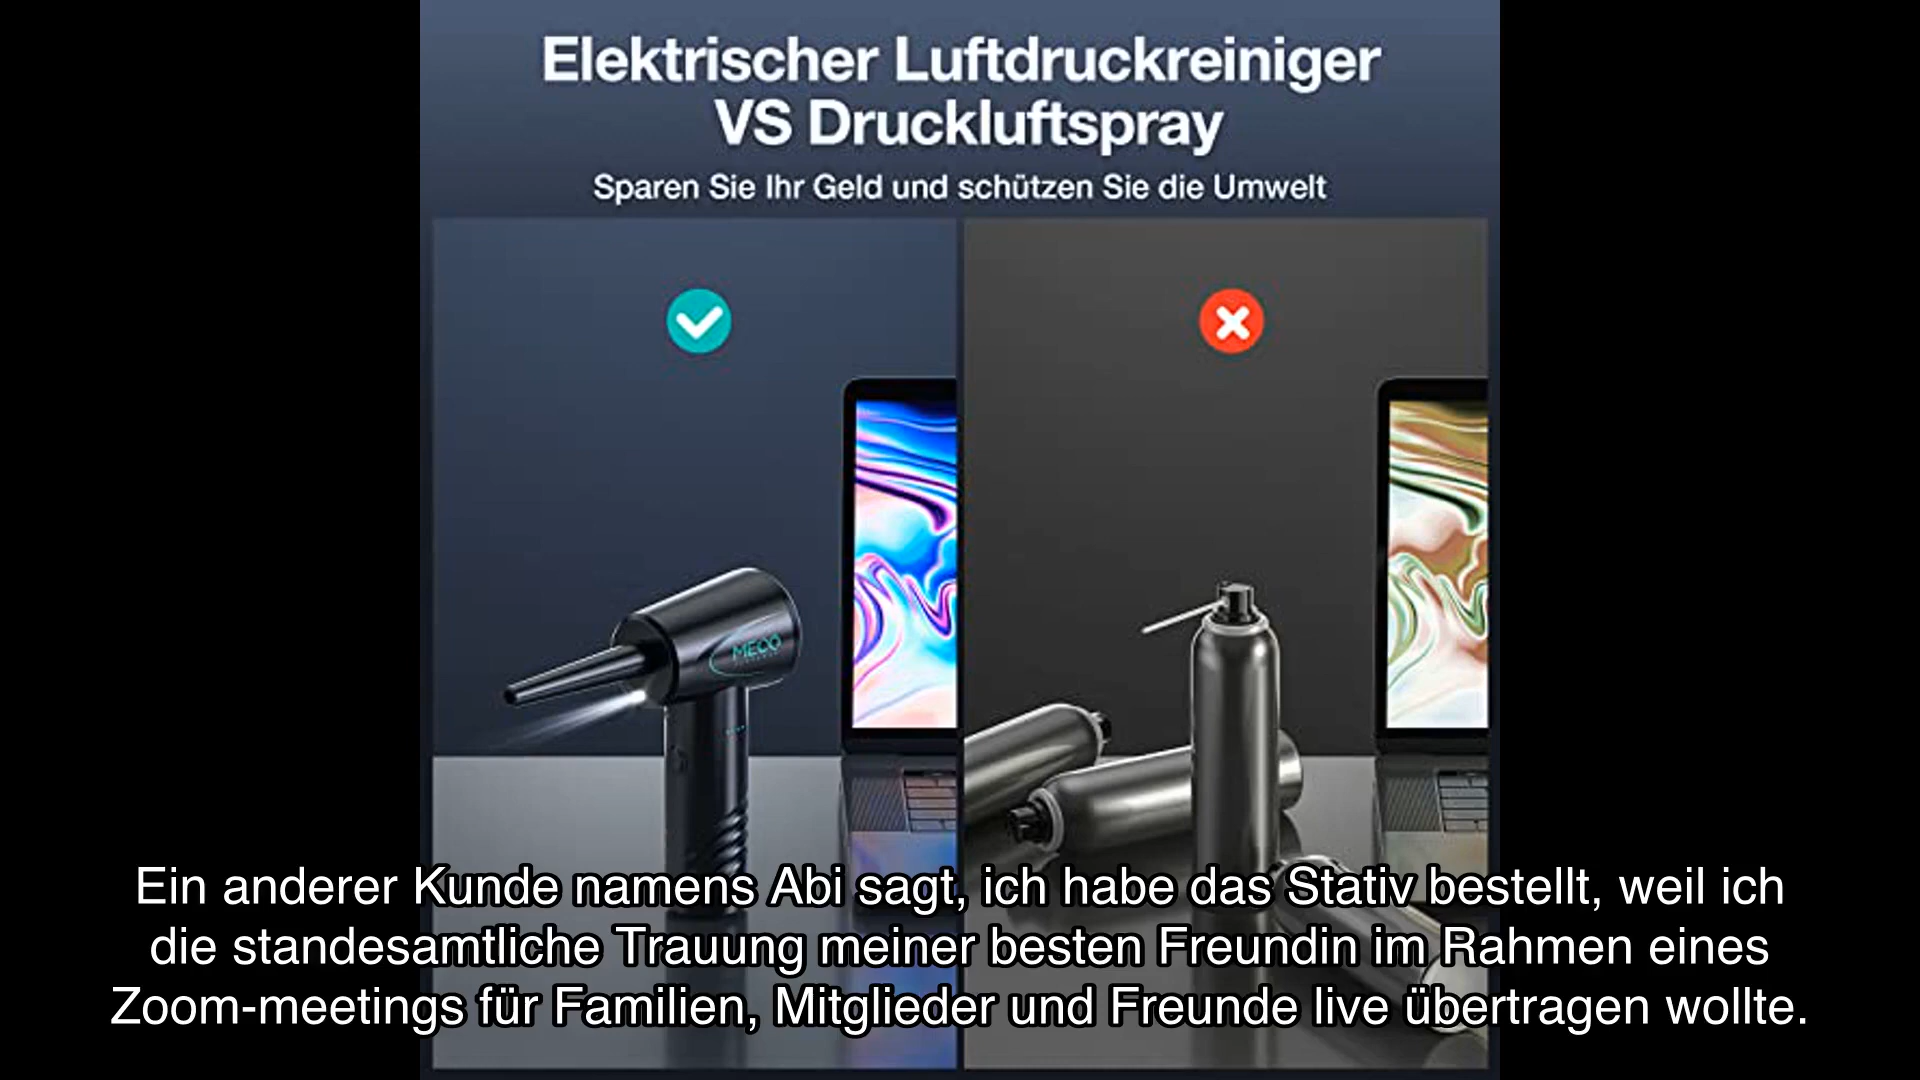 Elektrischer Luftdruckreiniger
VS Druckluftspray
Sparen Sie Ihr Geld und schützen Sie die Umwelt
MECO
Ein anderer Kunde namens Abi sagt, ich habe das Stativ bestellt, weil ich
die standesamtliche Trauung meiner besten Freundin im Rahmen eines
Zoom-meetings für Familien, Mitglieder und Freunde live übertragen wollte.